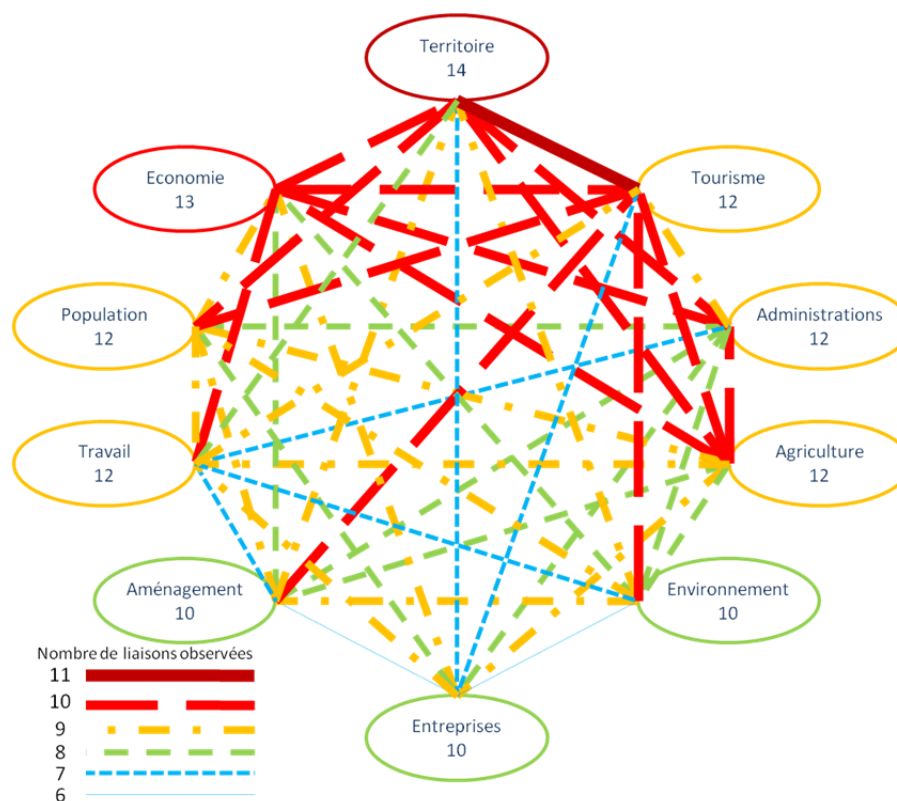 Territoire
14
Economie
13
Tourisme
12
Population
12
Administrations
12
Travail
12
Agriculture
12
Aménagement
10
Environnement
10
Entreprises
10
Nombre de liaisons observées
11
10
9
8
7
6